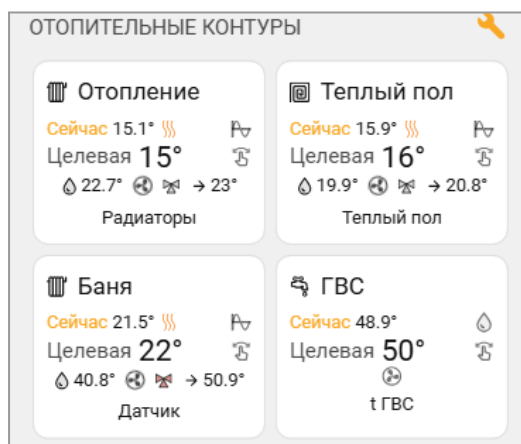 ОТОПИТЕЛЬНЫЕ КОНТУРЫ
Отопление
Сейчас 15.1°
Целевая 15°
22.7° → 23°
Радиаторы
Теплый пол
Сейчас 15.9°
Целевая 16°
19.9° → 20.8°
Теплый пол
Баня
Сейчас 21.5°
Целевая 22°
40.8° → 50.9°
Датчик
ГВС
Сейчас 48.9°
Целевая 50°
t ГВС